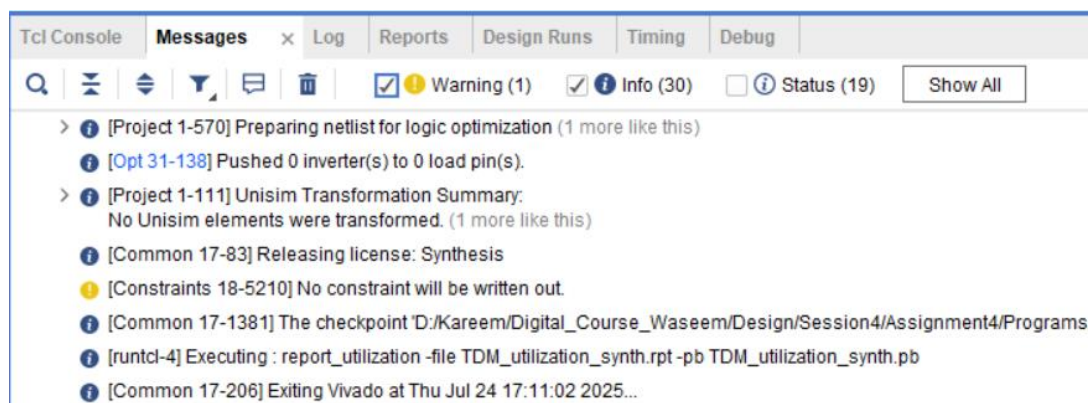 Tcl Console Messages × Log Reports Design Runs Timing Debug
Warning (1) Info (30) Status (19) Show All
[Project 1-570] Preparing netlist for logic optimization (1 more like this)
[Opt 31-138] Pushed 0 inverter(s) to 0 load pin(s).
[Project 1-111] Unisim Transformation Summary:
No Unisim elements were transformed. (1 more like this)
[Common 17-83] Releasing license: Synthesis
[Constraints 18-5210] No constraint will be written out.
[Common 17-1381] The checkpoint 'D:/Kareem/Digital_Course_Waseem/Design/Session4/Assignment4/Programs
[runtcl-4] Executing : report_utilization -file TDM_utilization_synth.rpt -pb TDM_utilization_synth.pb
[Common 17-206] Exiting Vivado at Thu Jul 24 17:11:02 2025...